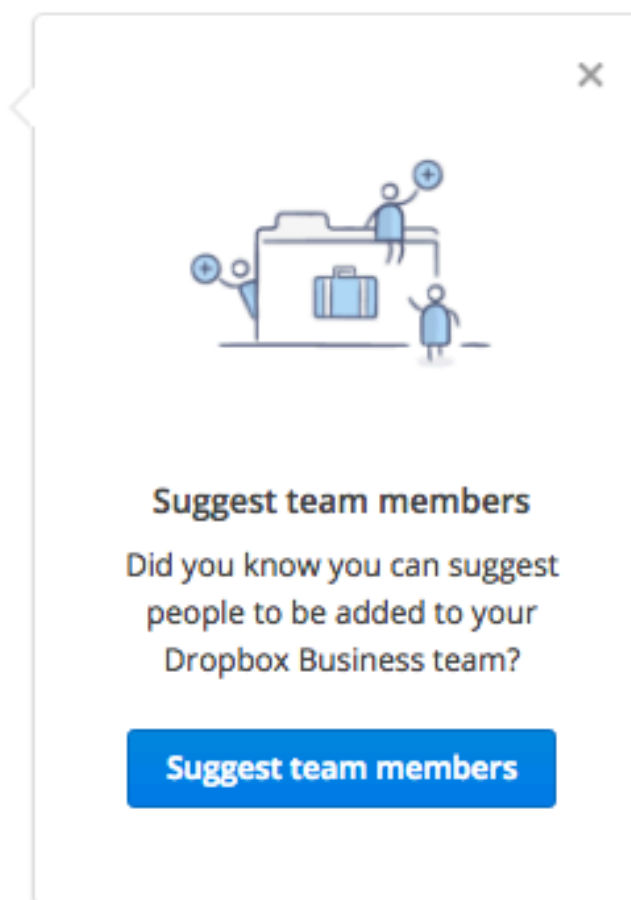 Suggest team members
Did you know you can suggest
people to be added to your
Dropbox Business team?
Suggest team members